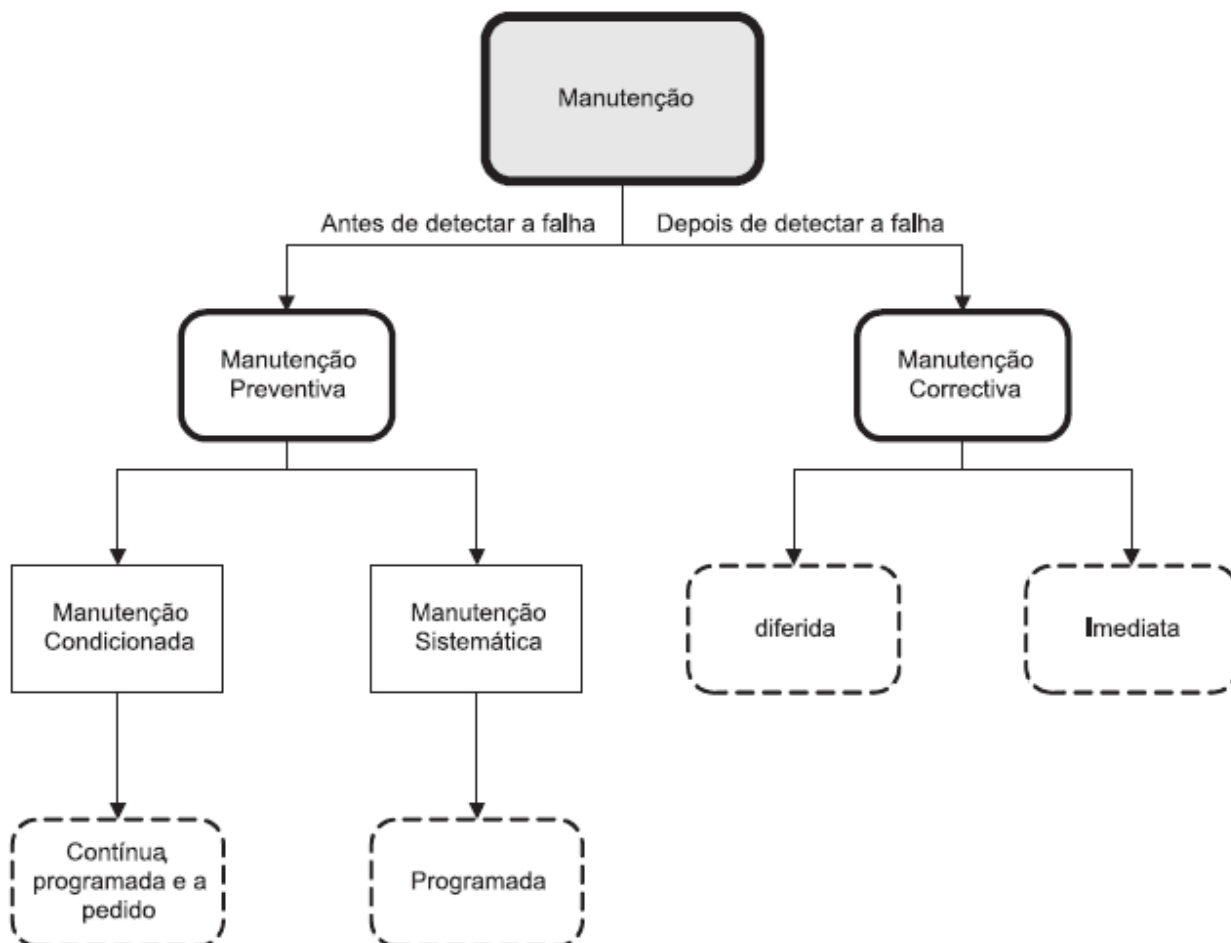 Manutenção
Antes de detectar a falha
Depois de detectar a falha
Manutenção
Preventiva
Manutenção
Correctiva
Manutenção
Condicionada
Manutenção
Sistemática
diferida
Imediata
Contínua,
programada e a
pedido
Programada